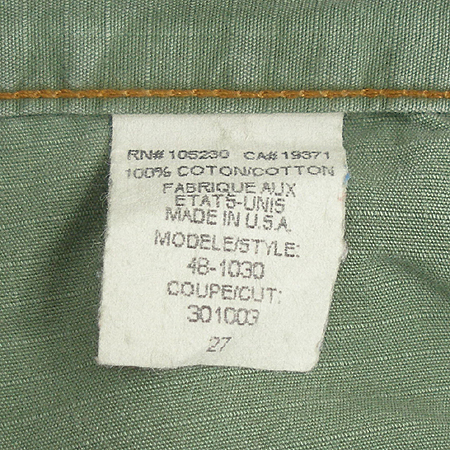 RN# 105230 CA# 19371
100% COTON/COTTON
FABRIQUE AUX
ETATS-UNIS
MADE IN U.S.A.
MODELE/STYLE:
48-1030
COUPE/CUT:
301003
27